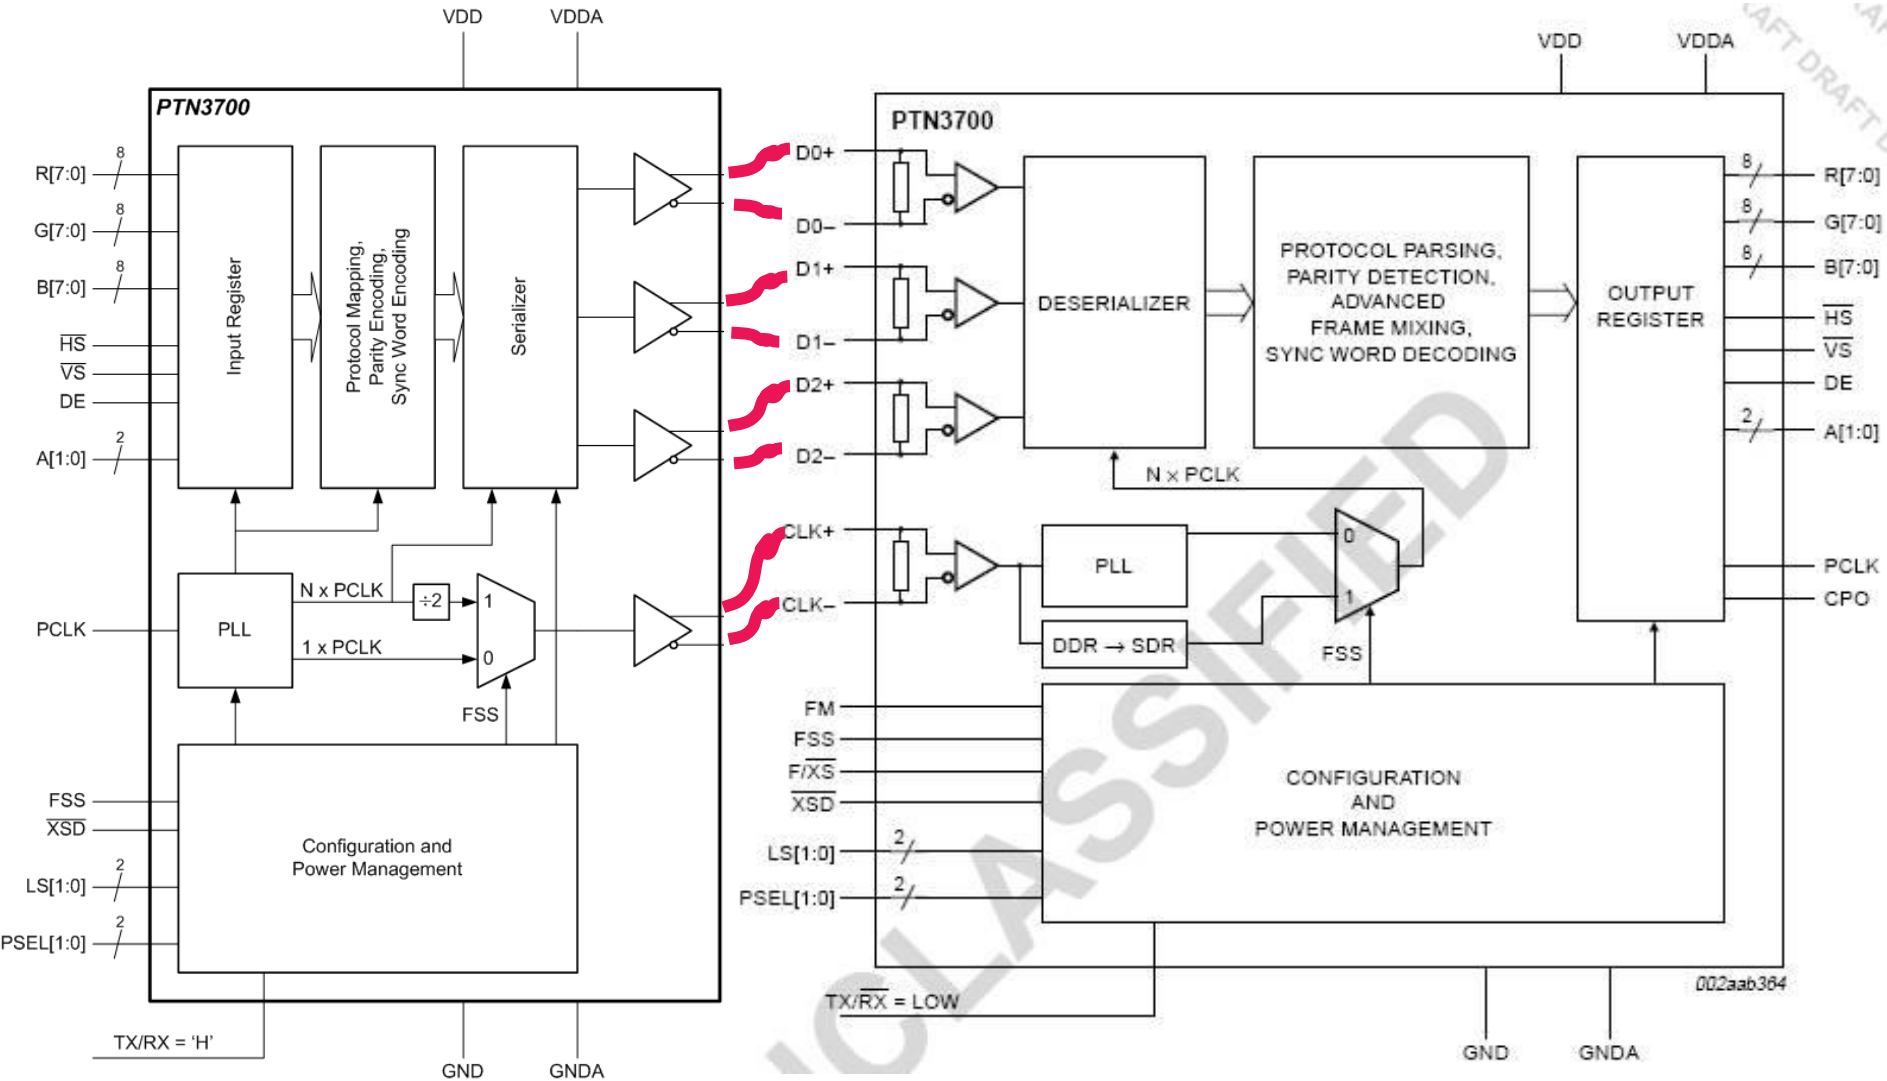 VDD
VDDA
PTN3700
R[7:0]
8
G[7:0]
8
B[7:0]
8
HS
VS
DE
A[1:0]
2
Input Register
Protocol Mapping,
Parity Encoding,
Sync Word Encoding
Serializer
PCLK
PLL
N x PCLK
1 x PCLK
÷2
1
0
FSS
FSS
XSD
LS[1:0]
2
PSEL[1:0]
2
Configuration and
Power Management
TX/RX = 'H'
GND
GNDA
VDD
VDDA
PTN3700
D0+
D0−
D1+
D1−
D2+
D2−
CLK+
CLK−
DESERIALIZER
PROTOCOL PARSING,
PARITY DETECTION,
ADVANCED
FRAME MIXING,
SYNC WORD DECODING
OUTPUT
REGISTER
8
R[7:0]
8
G[7:0]
8
B[7:0]
HS
VS
DE
2
A[1:0]
PCLK
CPO
N x PCLK
PLL
DDR → SDR
0
1
FSS
FM
FSS
F/XS
XSD
LS[1:0]
2
PSEL[1:0]
2
CONFIGURATION
AND
POWER MANAGEMENT
TX/RX = LOW
002aab364
GND
GNDA
NCLASSIFIED
AFT DRAFT D
RAF